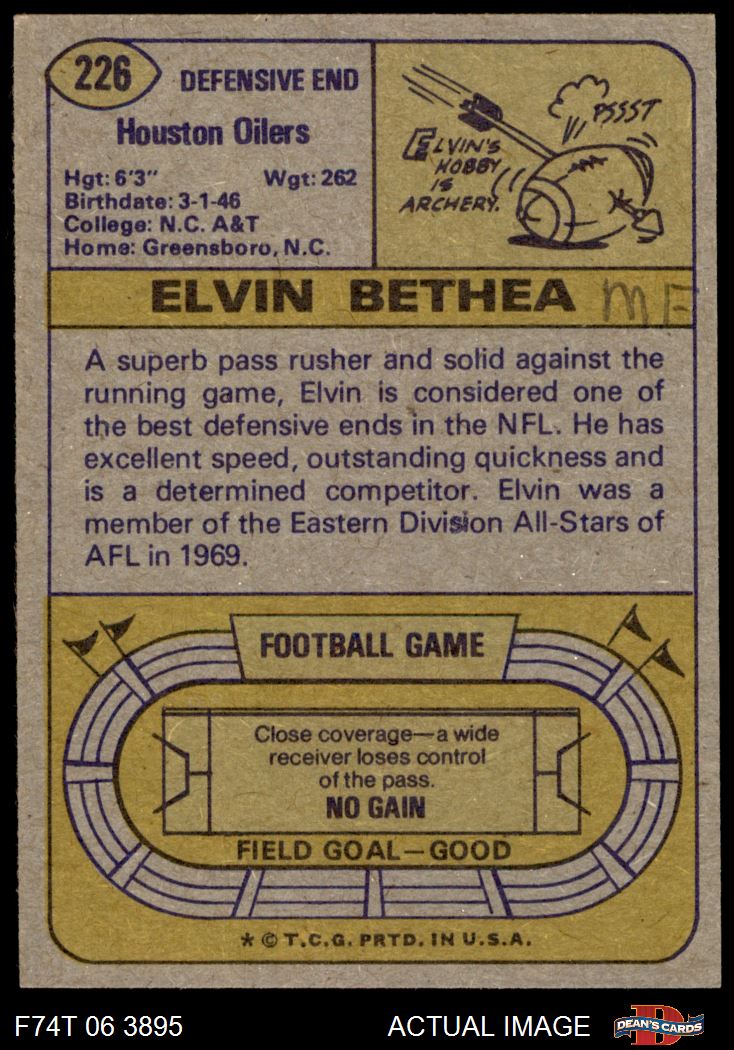 226
DEFENSIVE END
Houston Oilers
Hgt: 6'3" Wgt: 262
Birthdate: 3-1-46
College: N.C. A&T
Home: Greensboro, N.C.
ELVIN'S
HOBBY
IS
ARCHERY.
PSSST
ELVIN BETHEA ME
A superb pass rusher and solid against the
running game, Elvin is considered one of
the best defensive ends in the NFL. He has
excellent speed, outstanding quickness and
is a determined competitor. Elvin was a
member of the Eastern Division All-Stars of
AFL in 1969.
FOOTBALL GAME
Close coverage—a wide
receiver loses control
of the pass.
NO GAIN
FIELD GOAL—GOOD
* © T.C.G. PRTD. IN U.S.A.
F74T 06 3895 ACTUAL IMAGE
D
DEAN'S CARDS